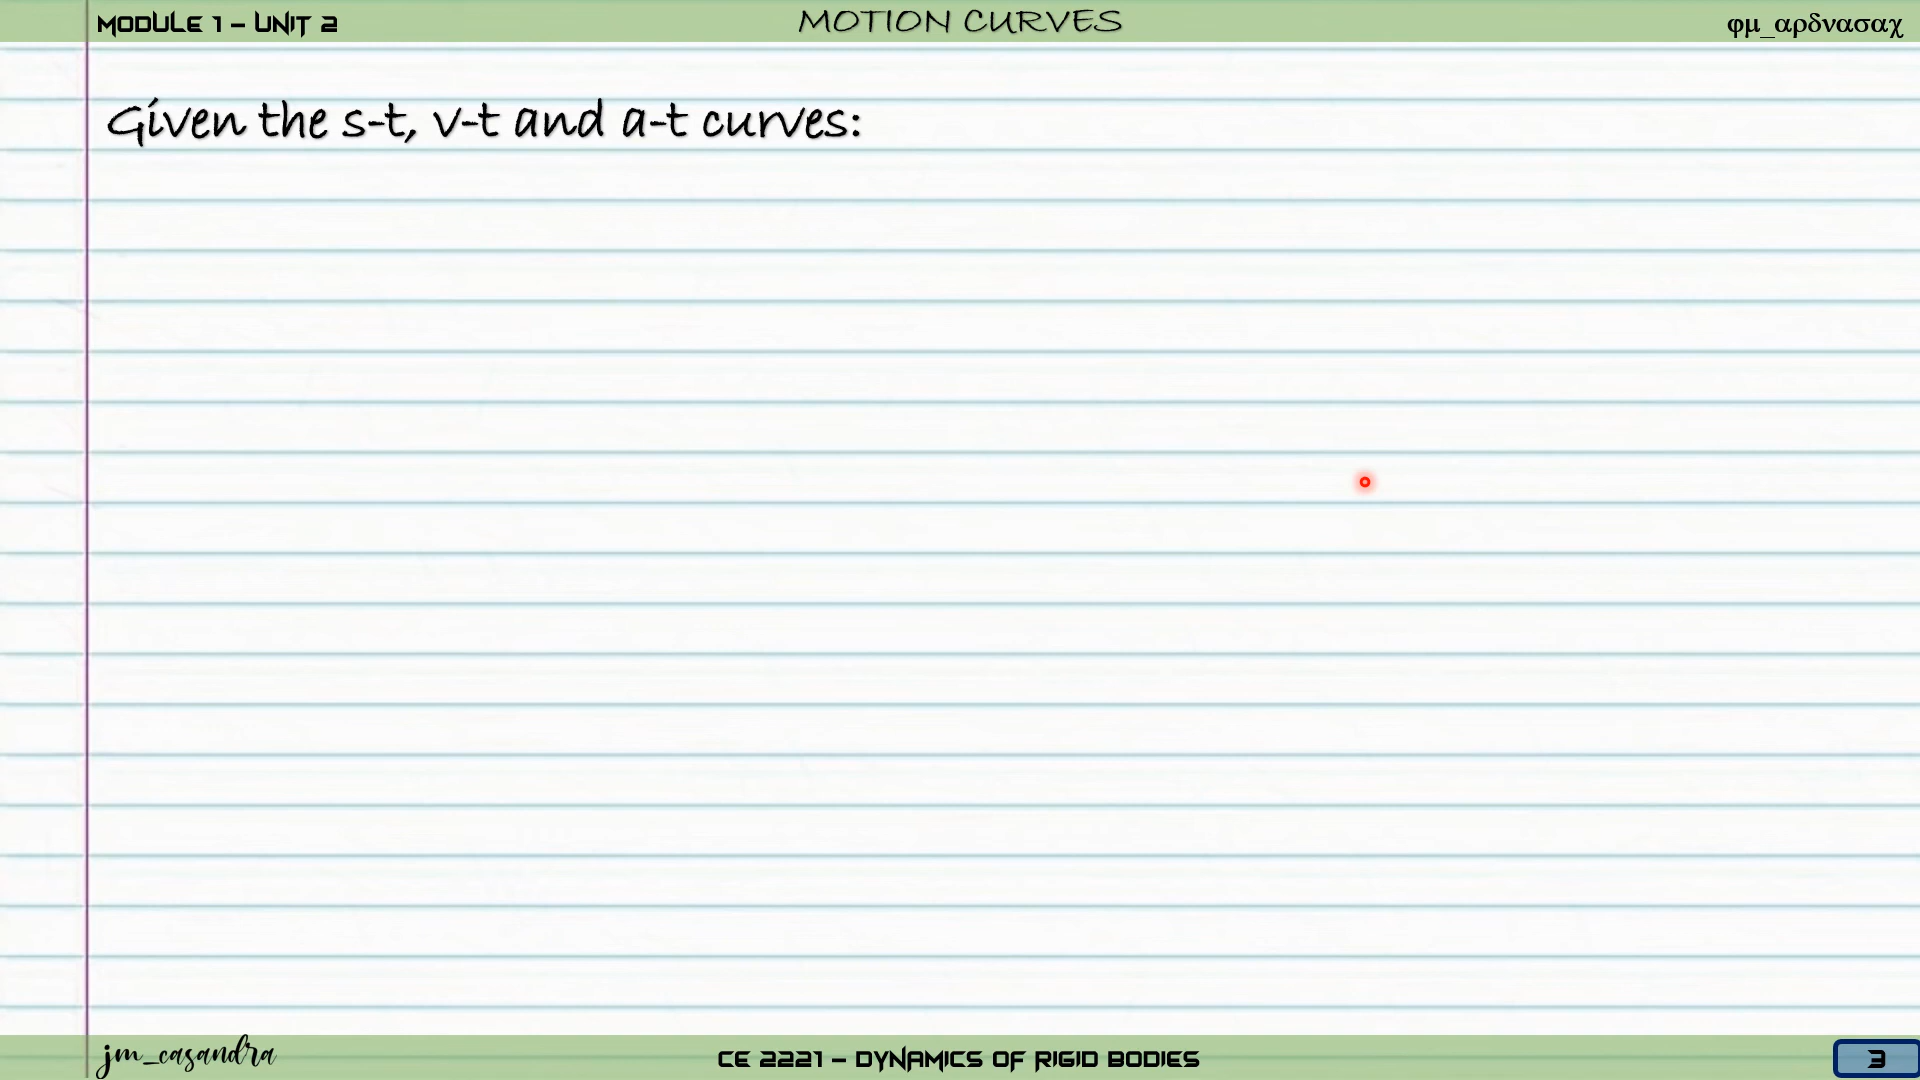 MODULE 1 – UNIT 2
MOTION CURVES
φμ_αρδνασαχ
Given the s-t, v-t and a-t curves:
jm_casandra
CE 2221 – DYNAMICS OF RIGID BODIES
3